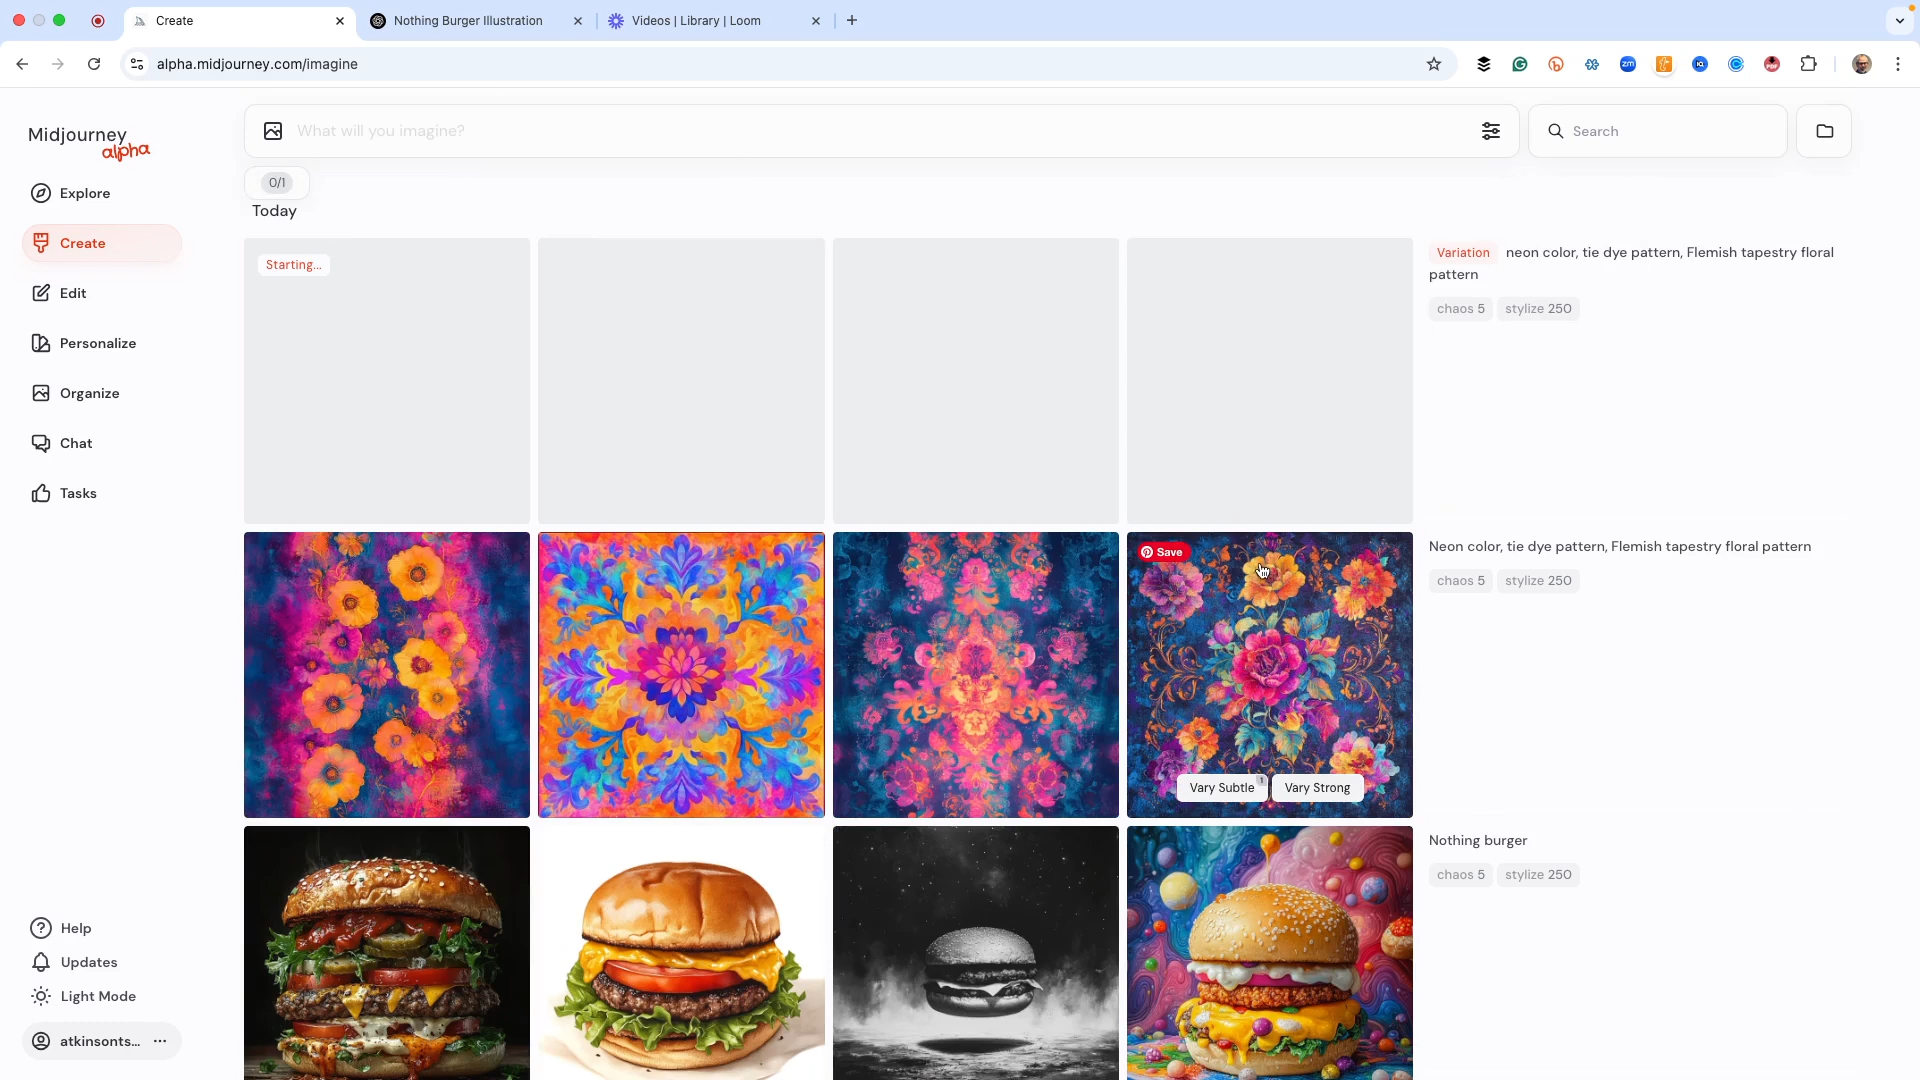 Create
Nothing Burger Illustration
Videos | Library | Loom
alpha.midjourney.com/imagine
zm
PDF
Midjourney
alpha
What will you imagine?
Search
0/1
Today
Explore
Create
Edit
Personalize
Organize
Chat
Tasks
Starting...
Variation neon color, tie dye pattern, Flemish tapestry floral
pattern
chaos 5 stylize 250
Save
Vary Subtle 1 Vary Strong
Neon color, tie dye pattern, Flemish tapestry floral pattern
chaos 5 stylize 250
Nothing burger
chaos 5 stylize 250
Help
Updates
Light Mode
atkinsonts...